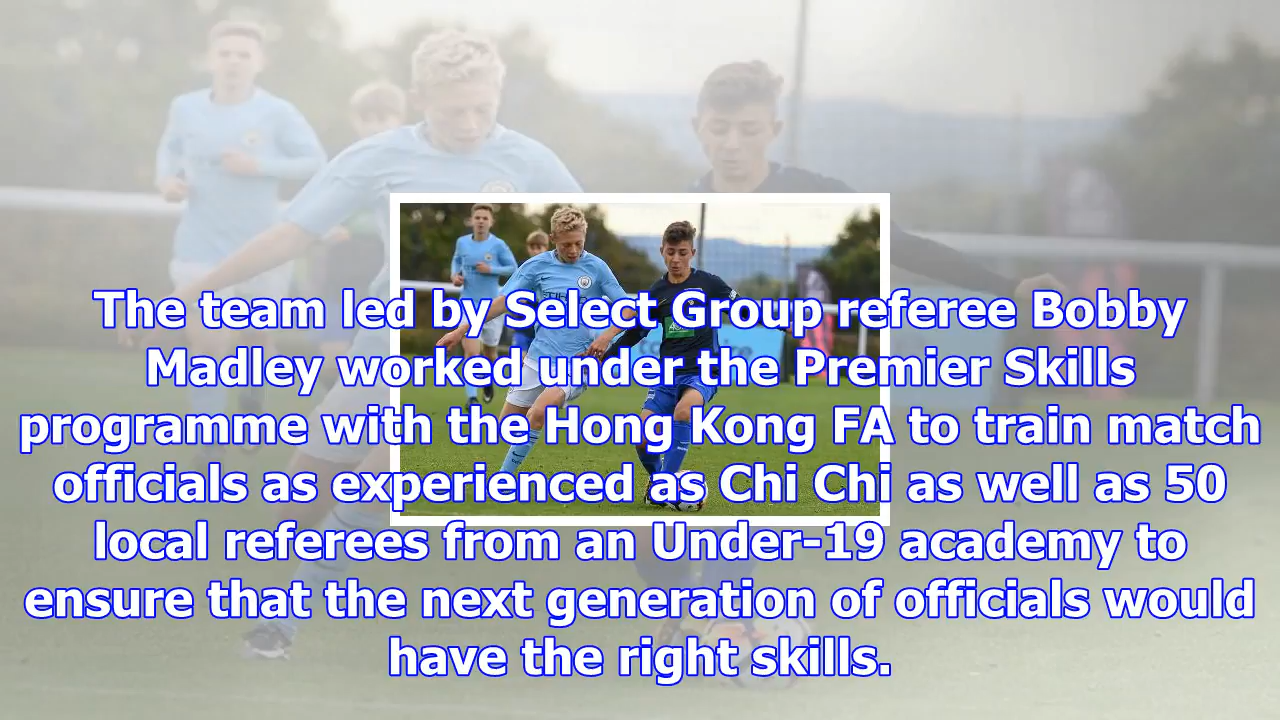 The team led by Select Group referee Bobby
Madley worked under the Premier Skills
programme with the Hong Kong FA to train match
officials as experienced as Chi Chi as well as 50
local referees from an Under-19 academy to
ensure that the next generation of officials would
have the right skills.